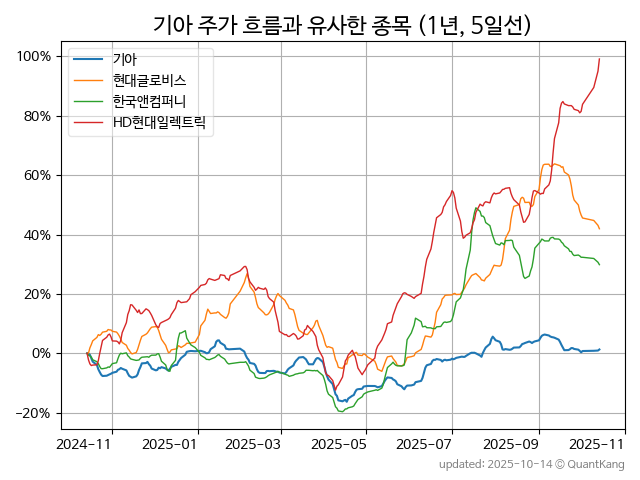 기아 주가 흐름과 유사한 종목 (1년, 5일선)
기아
현대글로비스
한국앤컴퍼니
HD현대일렉트릭
100%
80%
60%
40%
20%
0%
−20%
2024-11
2025-01
2025-03
2025-05
2025-07
2025-09
2025-11
updated: 2025-10-14 © QuantKang